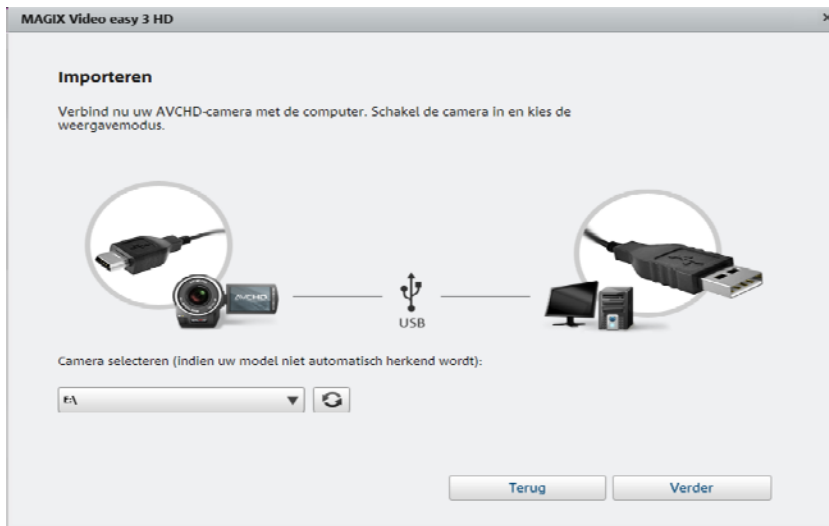 MAGIX Video easy 3 HD
Importeren
Verbind nu uw AVCHD-camera met de computer. Schakel de camera in en kies de
weergavemodus.
AVCHD
USB
Camera selecteren (indien uw model niet automatisch herkend wordt):
E:\
Terug
Verder